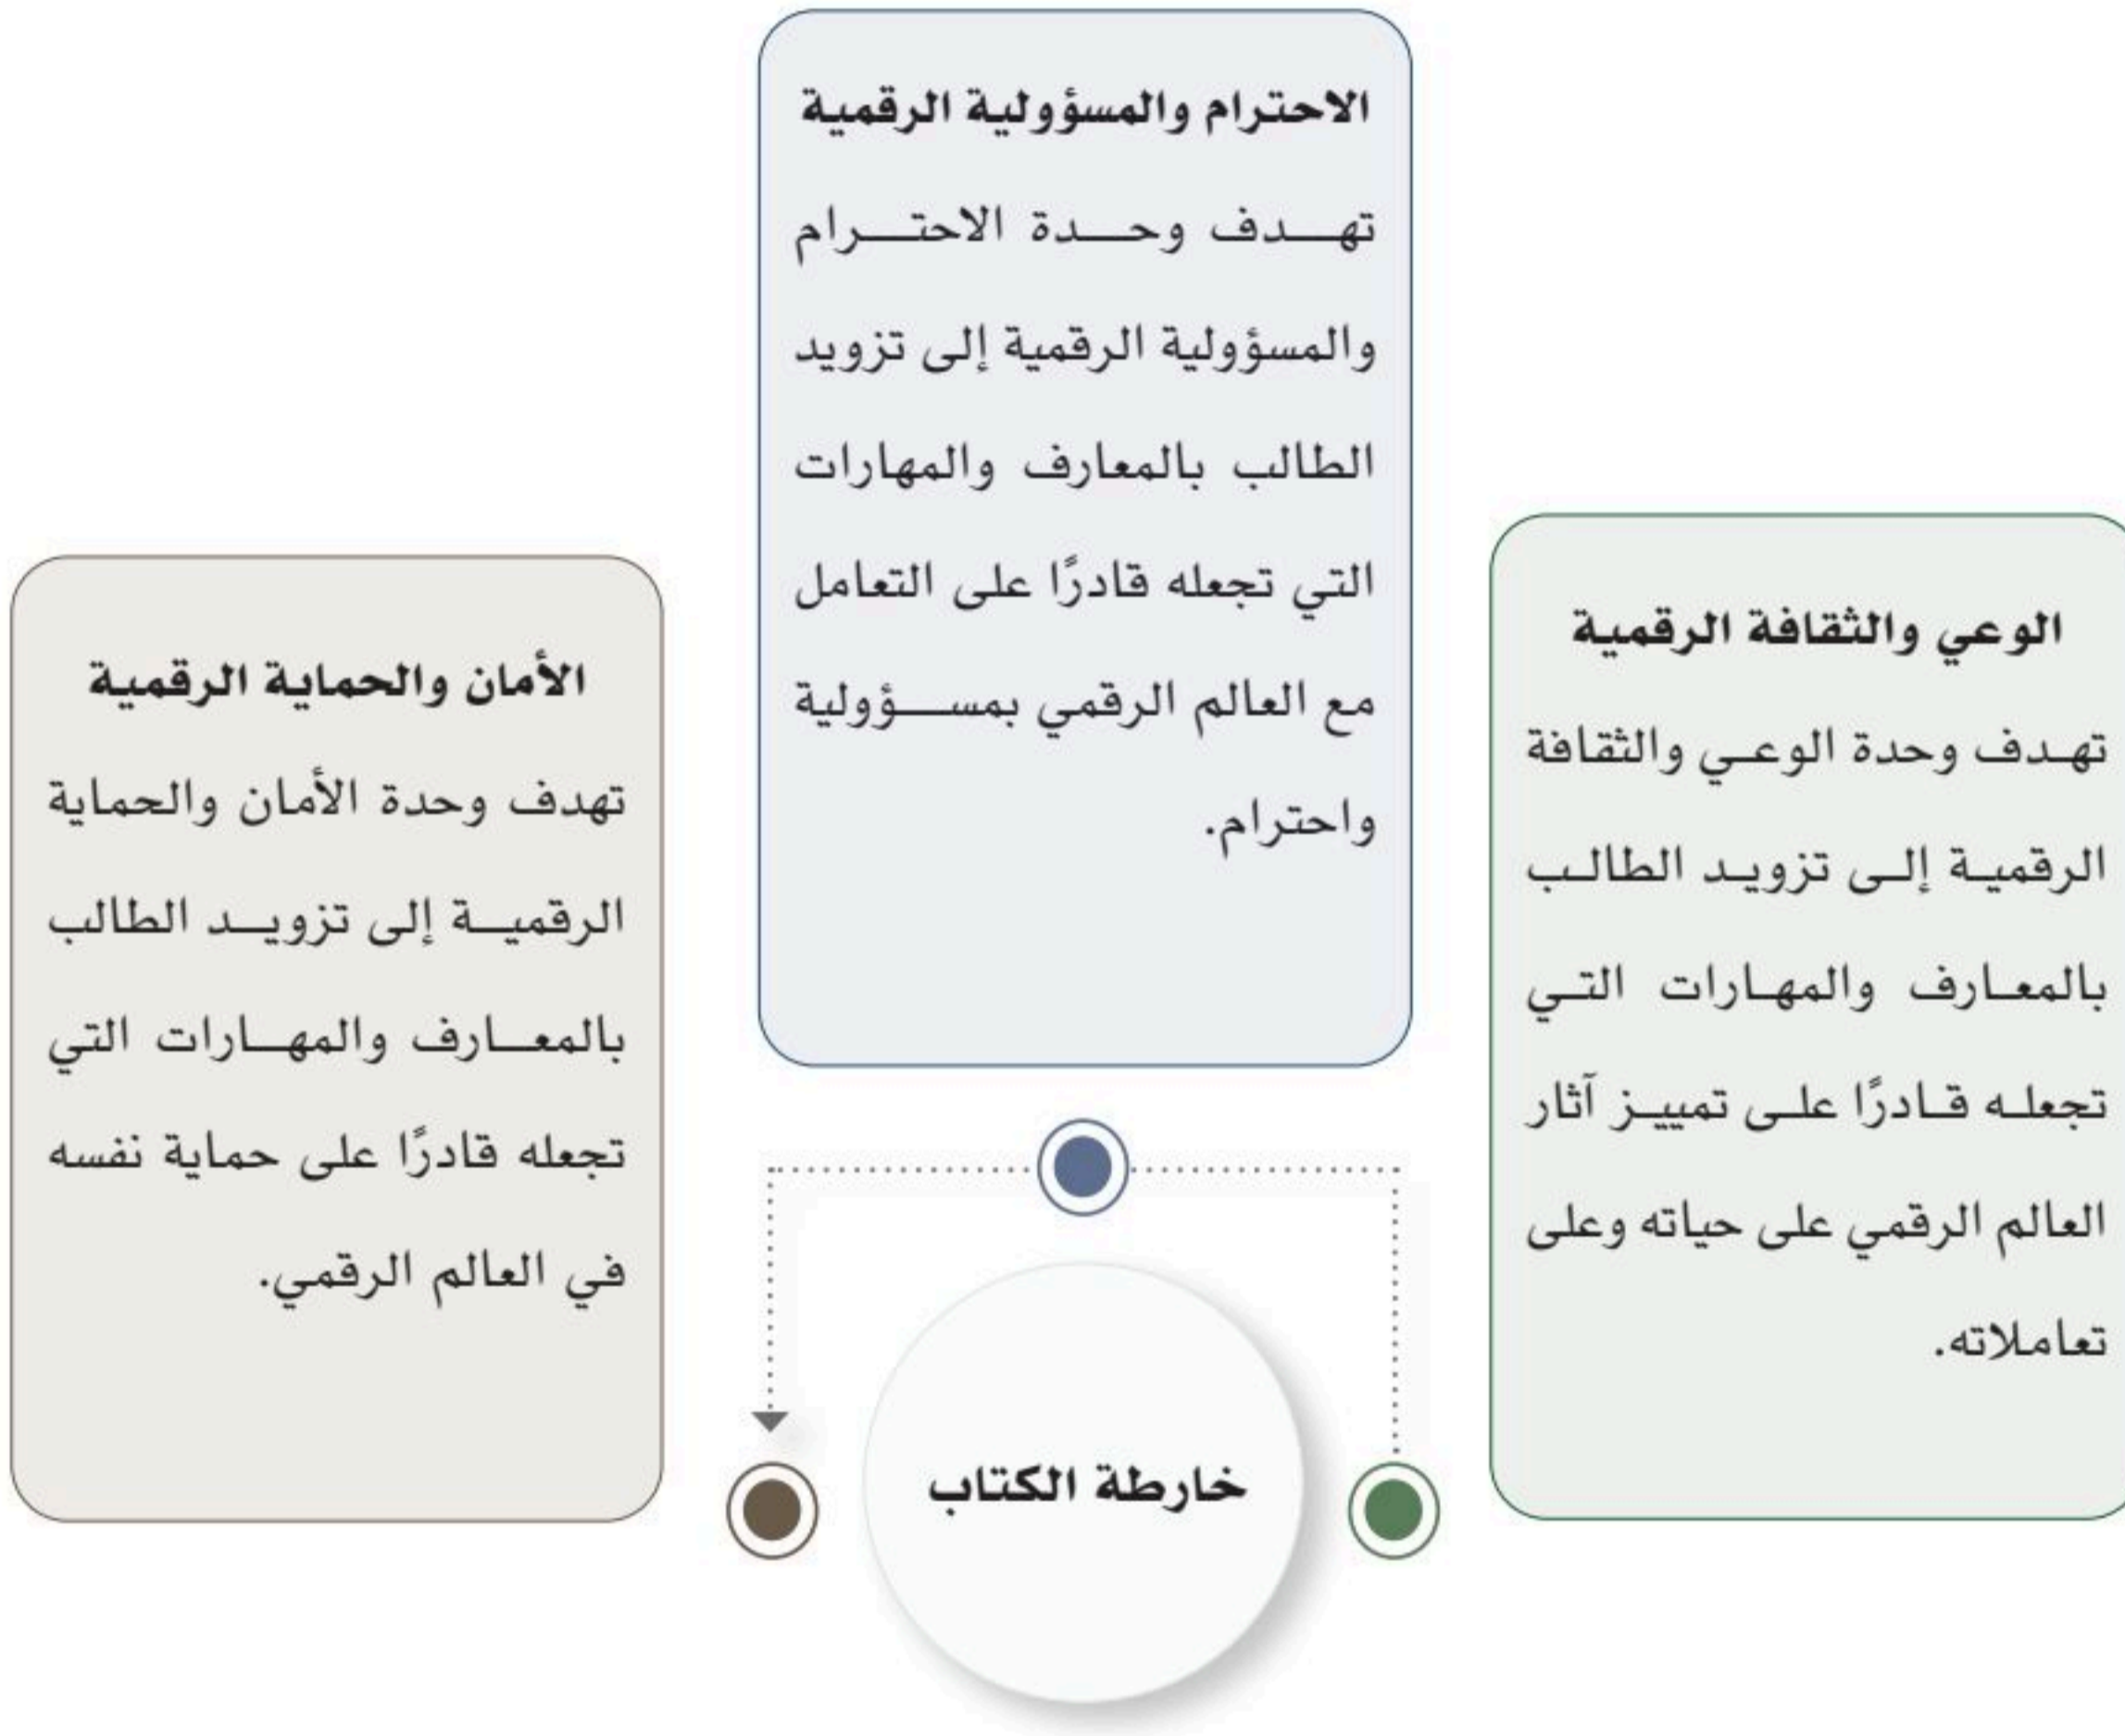 الوعي والثقافة الرقمية
تهدف وحدة الوعي والثقافة
الرقمية إلى تزويد الطالب
بالمعارف والمهارات التي
تجعله قادرًا على تمييز آثار
العالم الرقمي على حياته وعلى
تعاملاته.
الاحترام والمسؤولية الرقمية
تهدف وحدة الاحترام
والمسؤولية الرقمية إلى تزويد
الطالب بالمعارف والمهارات
التي تجعله قادرًا على التعامل
مع العالم الرقمي بمسؤولية
واحترام.
الأمان والحماية الرقمية
تهدف وحدة الأمان والحماية
الرقمية إلى تزويد الطالب
بالمعارف والمهارات التي
تجعله قادرًا على حماية نفسه
في العالم الرقمي.
خارطة الكتاب